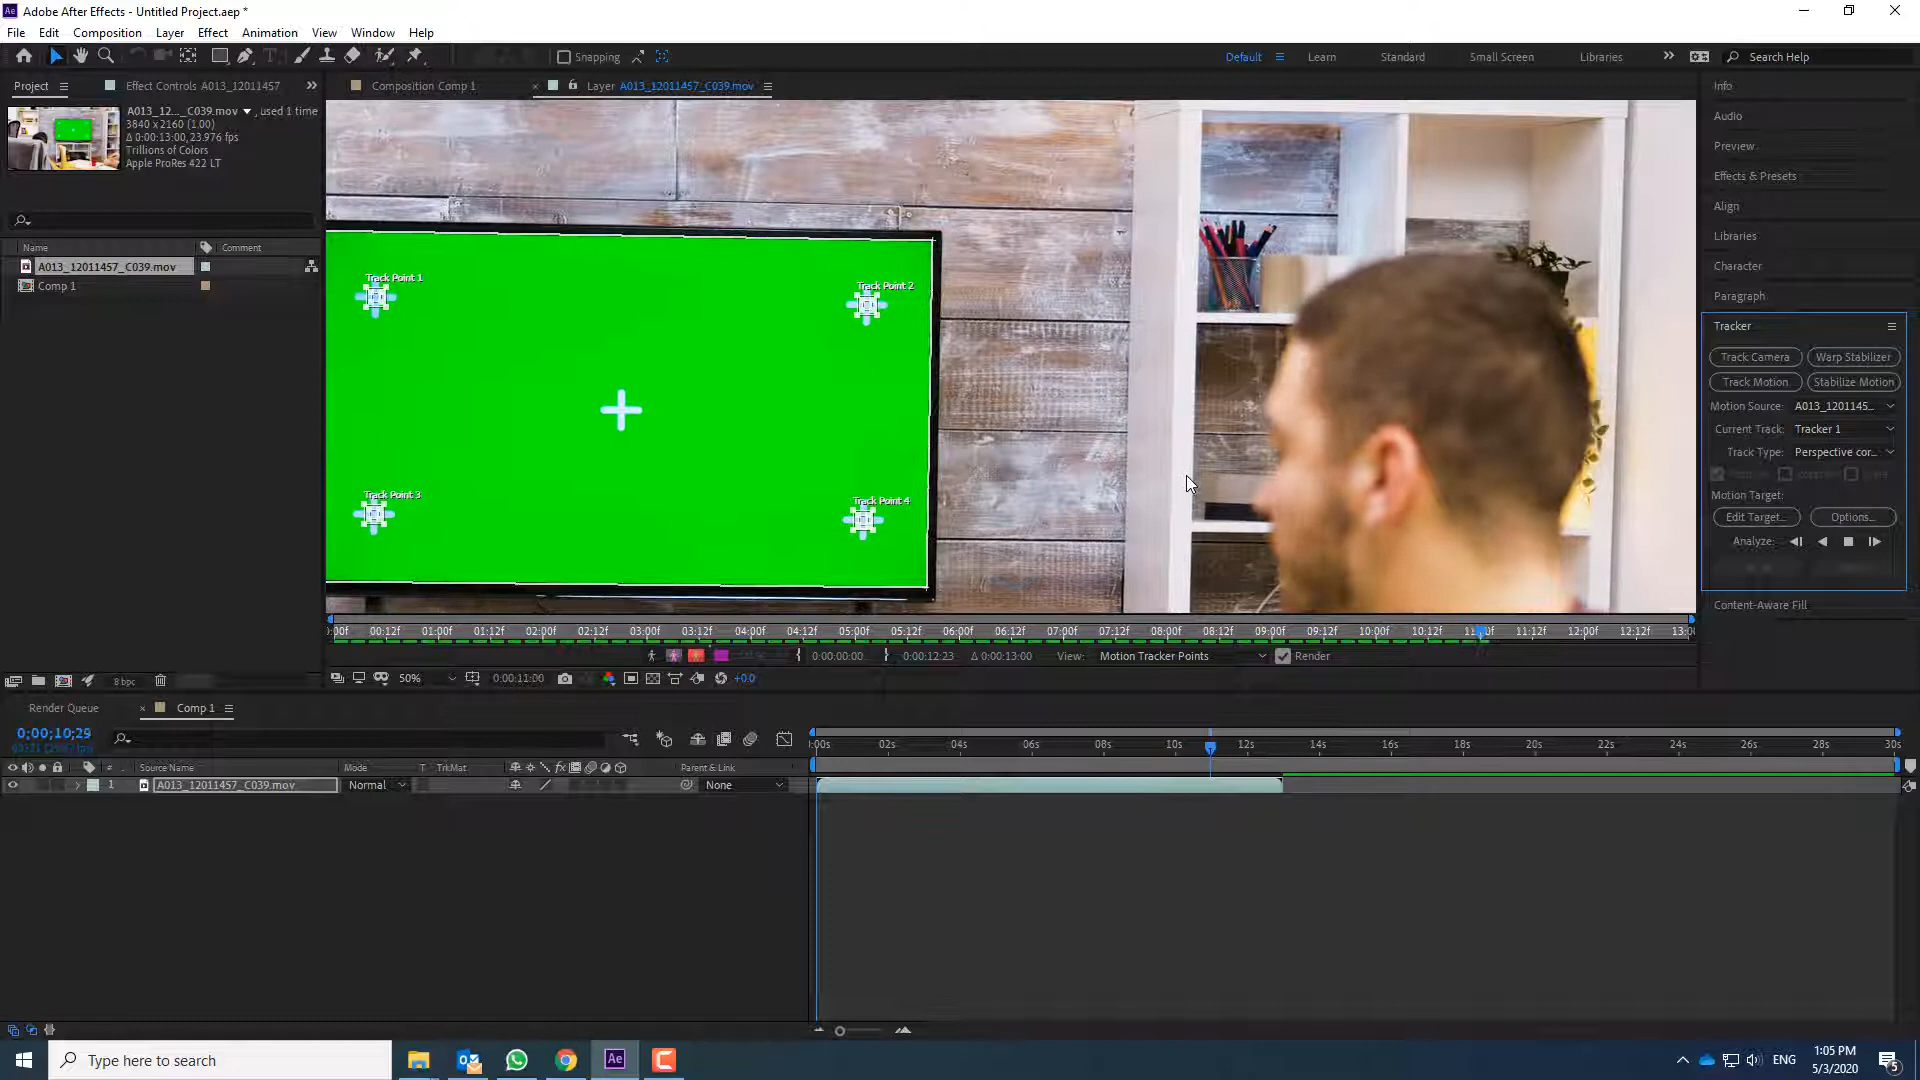 Adobe After Effects - Untitled Project.aep *
File Edit Composition Layer Effect Animation View Window Help
Snapping
Default Learn Standard Small Screen Libraries Search Help
Project Effect Controls A013_12011457
Composition Comp 1 Layer A013_12011457_C039.mov
A013_12..._C039.mov , used 1 time
3840 x 2160 (1.00)
Δ 0:00:13:00, 23.976 fps
Trillions of Colors
Apple ProRes 422 LT
Name Comment
A013_12011457_C039.mov
Comp 1
8 bpc
Track Point 1
Track Point 2
Track Point 3
Track Point 4
:00f 00:12f 01:00f 01:12f 02:00f 02:12f 03:00f 03:12f 04:00f 04:12f 05:00f 05:12f 06:00f 06:12f 07:00f 07:12f 08:00f 08:12f 09:00f 09:12f 10:00f 10:12f 11:00f 11:12f 12:00f 12:12f 13:00
0:00:00:00 0:00:12:23 Δ 0:00:13:00 View: Motion Tracker Points Render
50% 0:00:11:00 +0.0
Info
Audio
Preview
Effects & Presets
Align
Libraries
Character
Paragraph
Tracker
Track Camera Warp Stabilizer
Track Motion Stabilize Motion
Motion Source: A013_1201145...
Current Track: Tracker 1
Track Type: Perspective cor...
Motion Target:
Edit Target... Options...
Analyze:
Content-Aware Fill
Render Queue Comp 1
0;00;10;29
:00s 02s 04s 06s 08s 10s 12s 14s 16s 18s 20s 22s 24s 26s 28s 30s
# Source Name Mode T TrkMat fx Parent & Link
1 A013_12011457_C039.mov Normal None
Type here to search
Ae
ENG
1:05 PM
5/3/2020
5